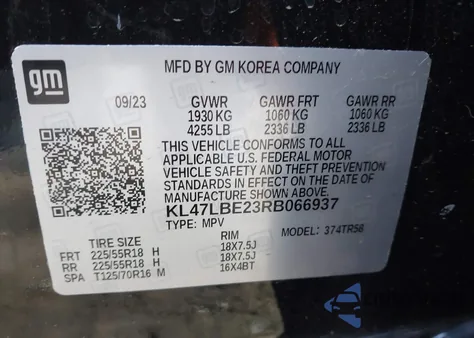 gm
MFD BY GM KOREA COMPANY
09/23 GVWR GAWR FRT GAWR RR
1930 KG 1060 KG 1060 KG
4255 LB 2336 LB 2336 LB
THIS VEHICLE CONFORMS TO ALL
APPLICABLE U.S. FEDERAL MOTOR
VEHICLE SAFETY AND THEFT
PREVENTION STANDARDS IN EFFECT ON
THE DATE OF MANUFACTURE SHOWN ABOVE.
KL47LBE23RB066937
TYPE: MPV MODEL: 374TR58
TIRE SIZE RIM
FRT 225/55R18 H 18X7.5J
RR 225/55R18 H 18X7.5J
SPA T125/70R16 M 16X4BT